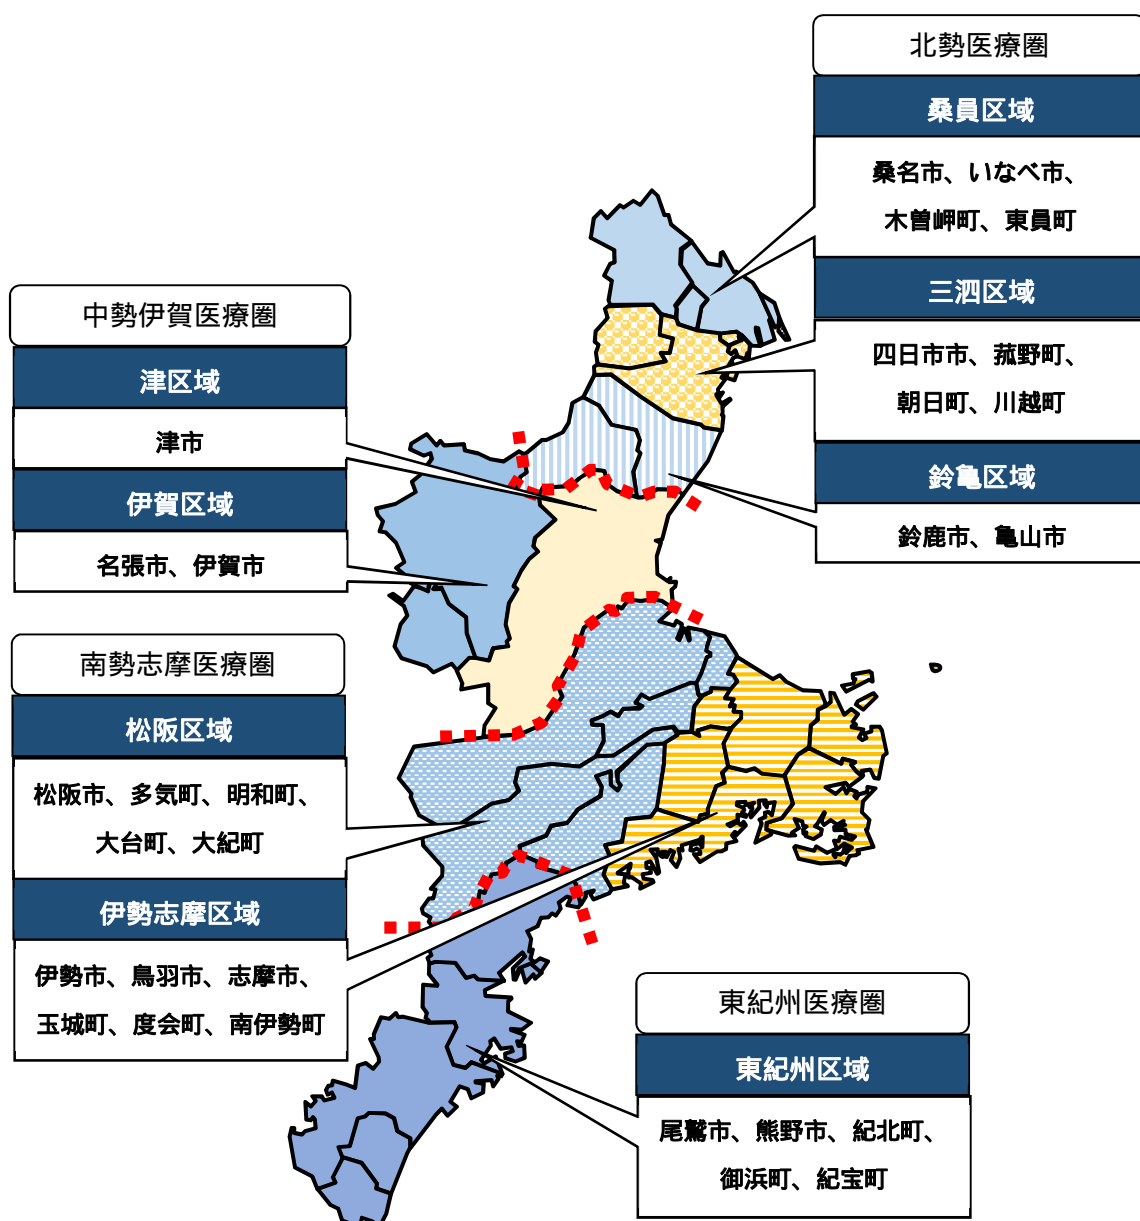 北勢医療圏
桑員区域
桑名市、いなべ市、
木曽岬町、東員町
三泗区域
四日市市、菰野町、
朝日町、川越町
鈴亀区域
鈴鹿市、亀山市
中勢伊賀医療圏
津区域
津市
伊賀区域
名張市、伊賀市
南勢志摩医療圏
松阪区域
松阪市、多気町、明和町、
大台町、大紀町
伊勢志摩区域
伊勢市、鳥羽市、志摩市、
玉城町、度会町、南伊勢町
東紀州医療圏
東紀州区域
尾鷲市、熊野市、紀北町、
御浜町、紀宝町